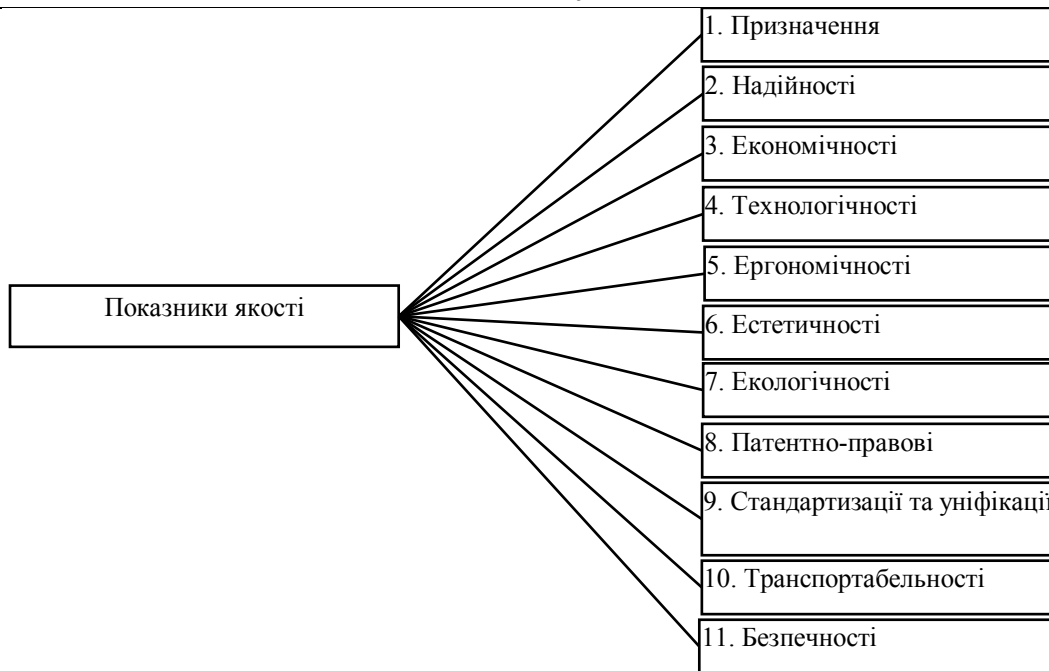 1. Призначення
2. Надійності
3. Економічності
4. Технологічності
5. Ергономічності
Показники якості
6. Естетичності
7. Екологічності
8. Патентно-правові
9. Стандартизації та уніфікації
10. Транспортабельності
11. Безпечності